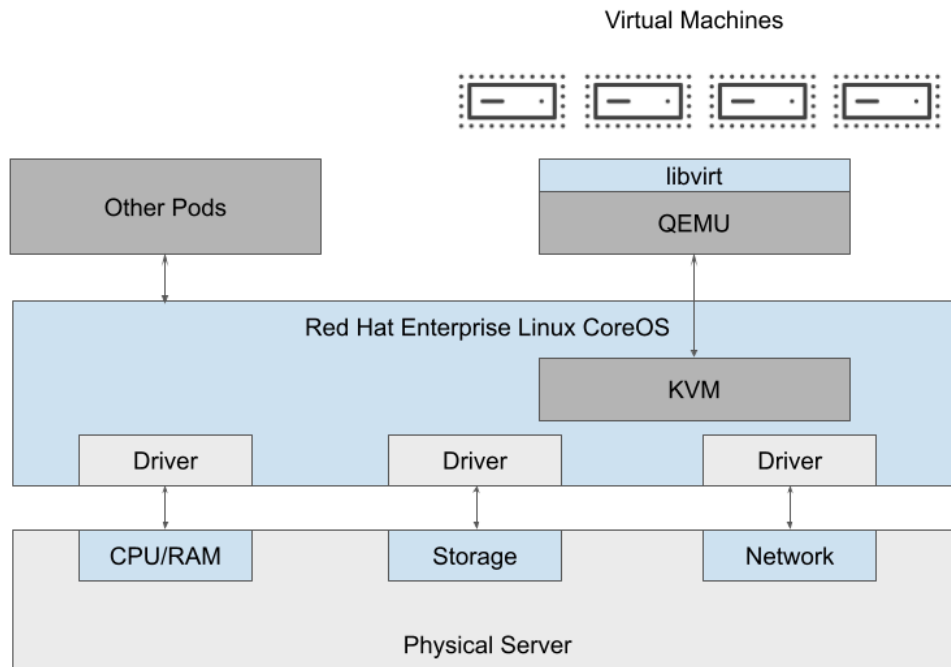 Virtual Machines
Other Pods
libvirt
QEMU
Red Hat Enterprise Linux CoreOS
KVM
Driver
Driver
Driver
CPU/RAM
Storage
Network
Physical Server